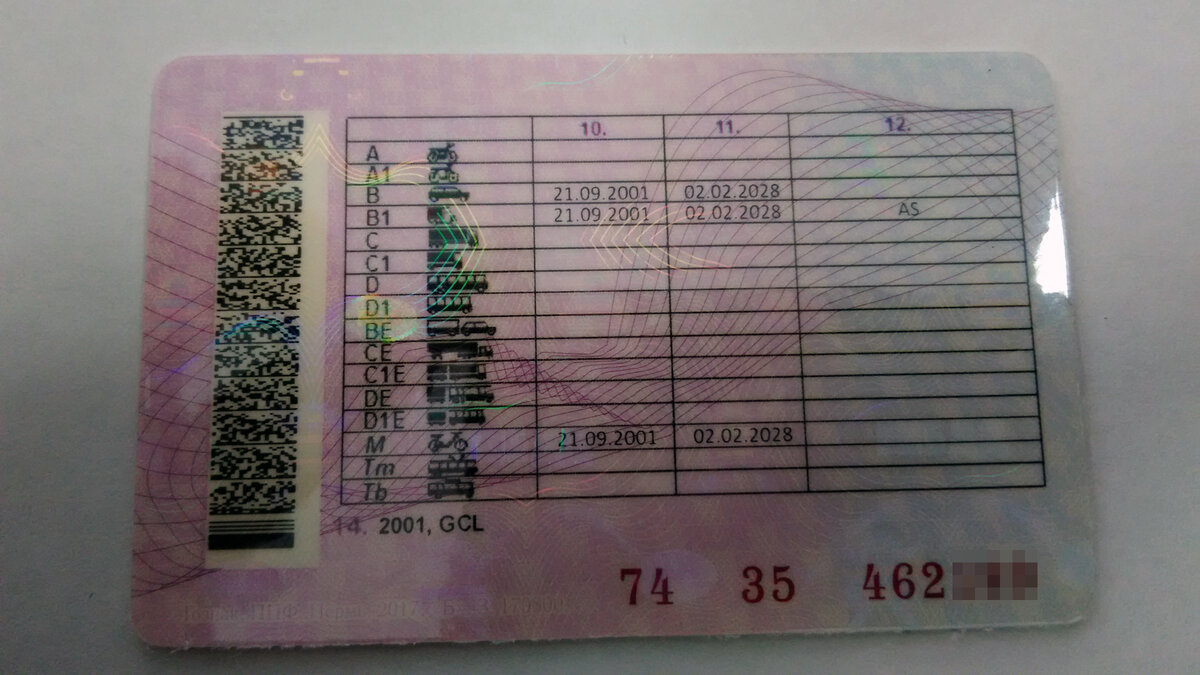 10. 11. 12.
A
A1
B 21.09.2001 02.02.2028
B1 21.09.2001 02.02.2028 AS
C
C1
D
D1
BE
CE
C1E
DE
D1E
M 21.09.2001 02.02.2028
Tm
Tb
14. 2001, GCL
74 35 462